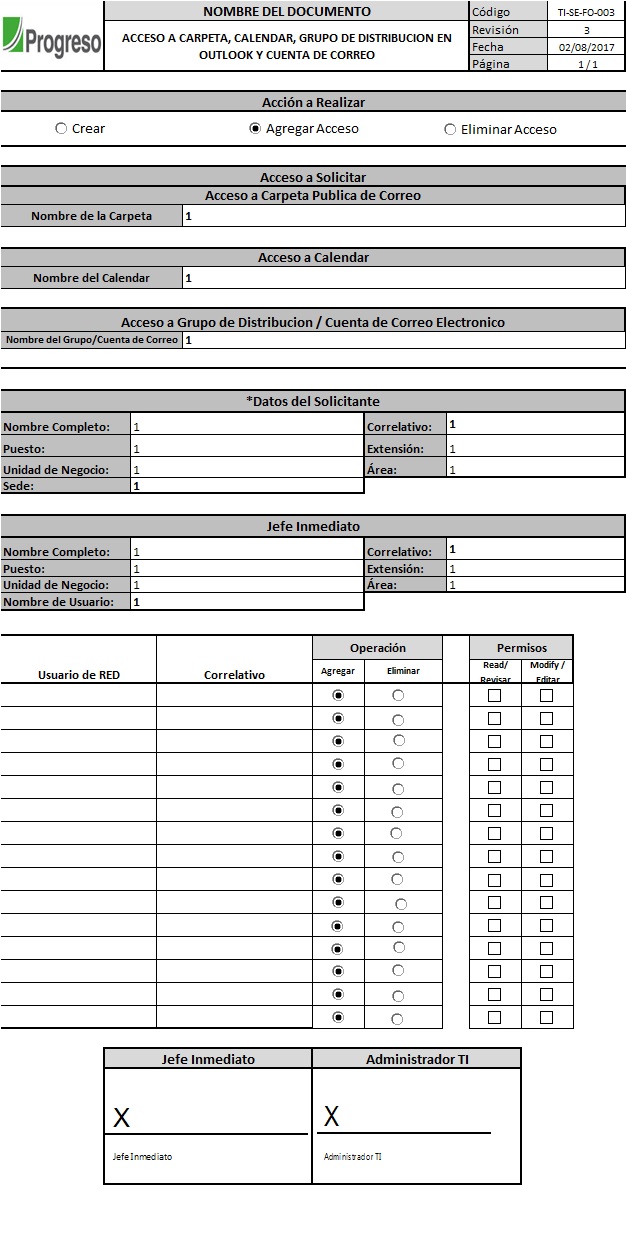 Progreso
NOMBRE DEL DOCUMENTO
ACCESO A CARPETA, CALENDAR, GRUPO DE DISTRIBUCION EN
OUTLOOK Y CUENTA DE CORREO
Código TI-SE-FO-003
Revisión 3
Fecha 02/08/2017
Página 1 / 1
Acción a Realizar
Crear Agregar Acceso Eliminar Acceso
Acceso a Solicitar
Acceso a Carpeta Publica de Correo
Nombre de la Carpeta 1
Acceso a Calendar
Nombre del Calendar 1
Acceso a Grupo de Distribucion / Cuenta de Correo Electronico
Nombre del Grupo/Cuenta de Correo 1
*Datos del Solicitante
Nombre Completo: 1 Correlativo: 1
Puesto: 1 Extensión: 1
Unidad de Negocio: 1 Área: 1
Sede: 1
Jefe Inmediato
Nombre Completo: 1 Correlativo: 1
Puesto: 1 Extensión: 1
Unidad de Negocio: 1 Área: 1
Nombre de Usuario: 1
Operación Permisos
Usuario de RED Correlativo Agregar Eliminar Read/ Modify /
Revisar Editar
Jefe Inmediato Administrador TI
X X
Jefe Inmediato Administrador TI